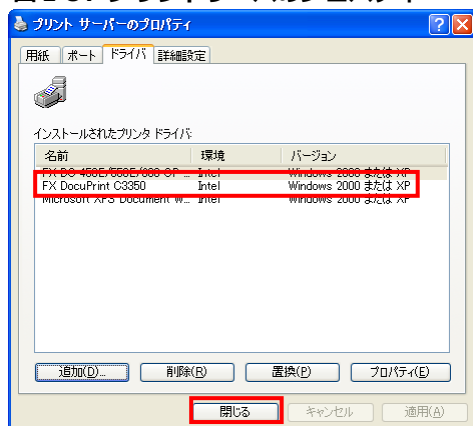 プリント サーバーのプロパティ
用紙 ポート ドライバ 詳細設定
インストールされたプリンタ ドライバ:
名前 環境 バージョン
Intel Windows 2000 または XP
FX DocuPrint C3350 Intel Windows 2000 または XP
Microsoft XPS Document W... Intel Windows 2000 または XP
追加(D)... 削除(R) 置換(P) プロパティ(E)
閉じる キャンセル 適用(A)